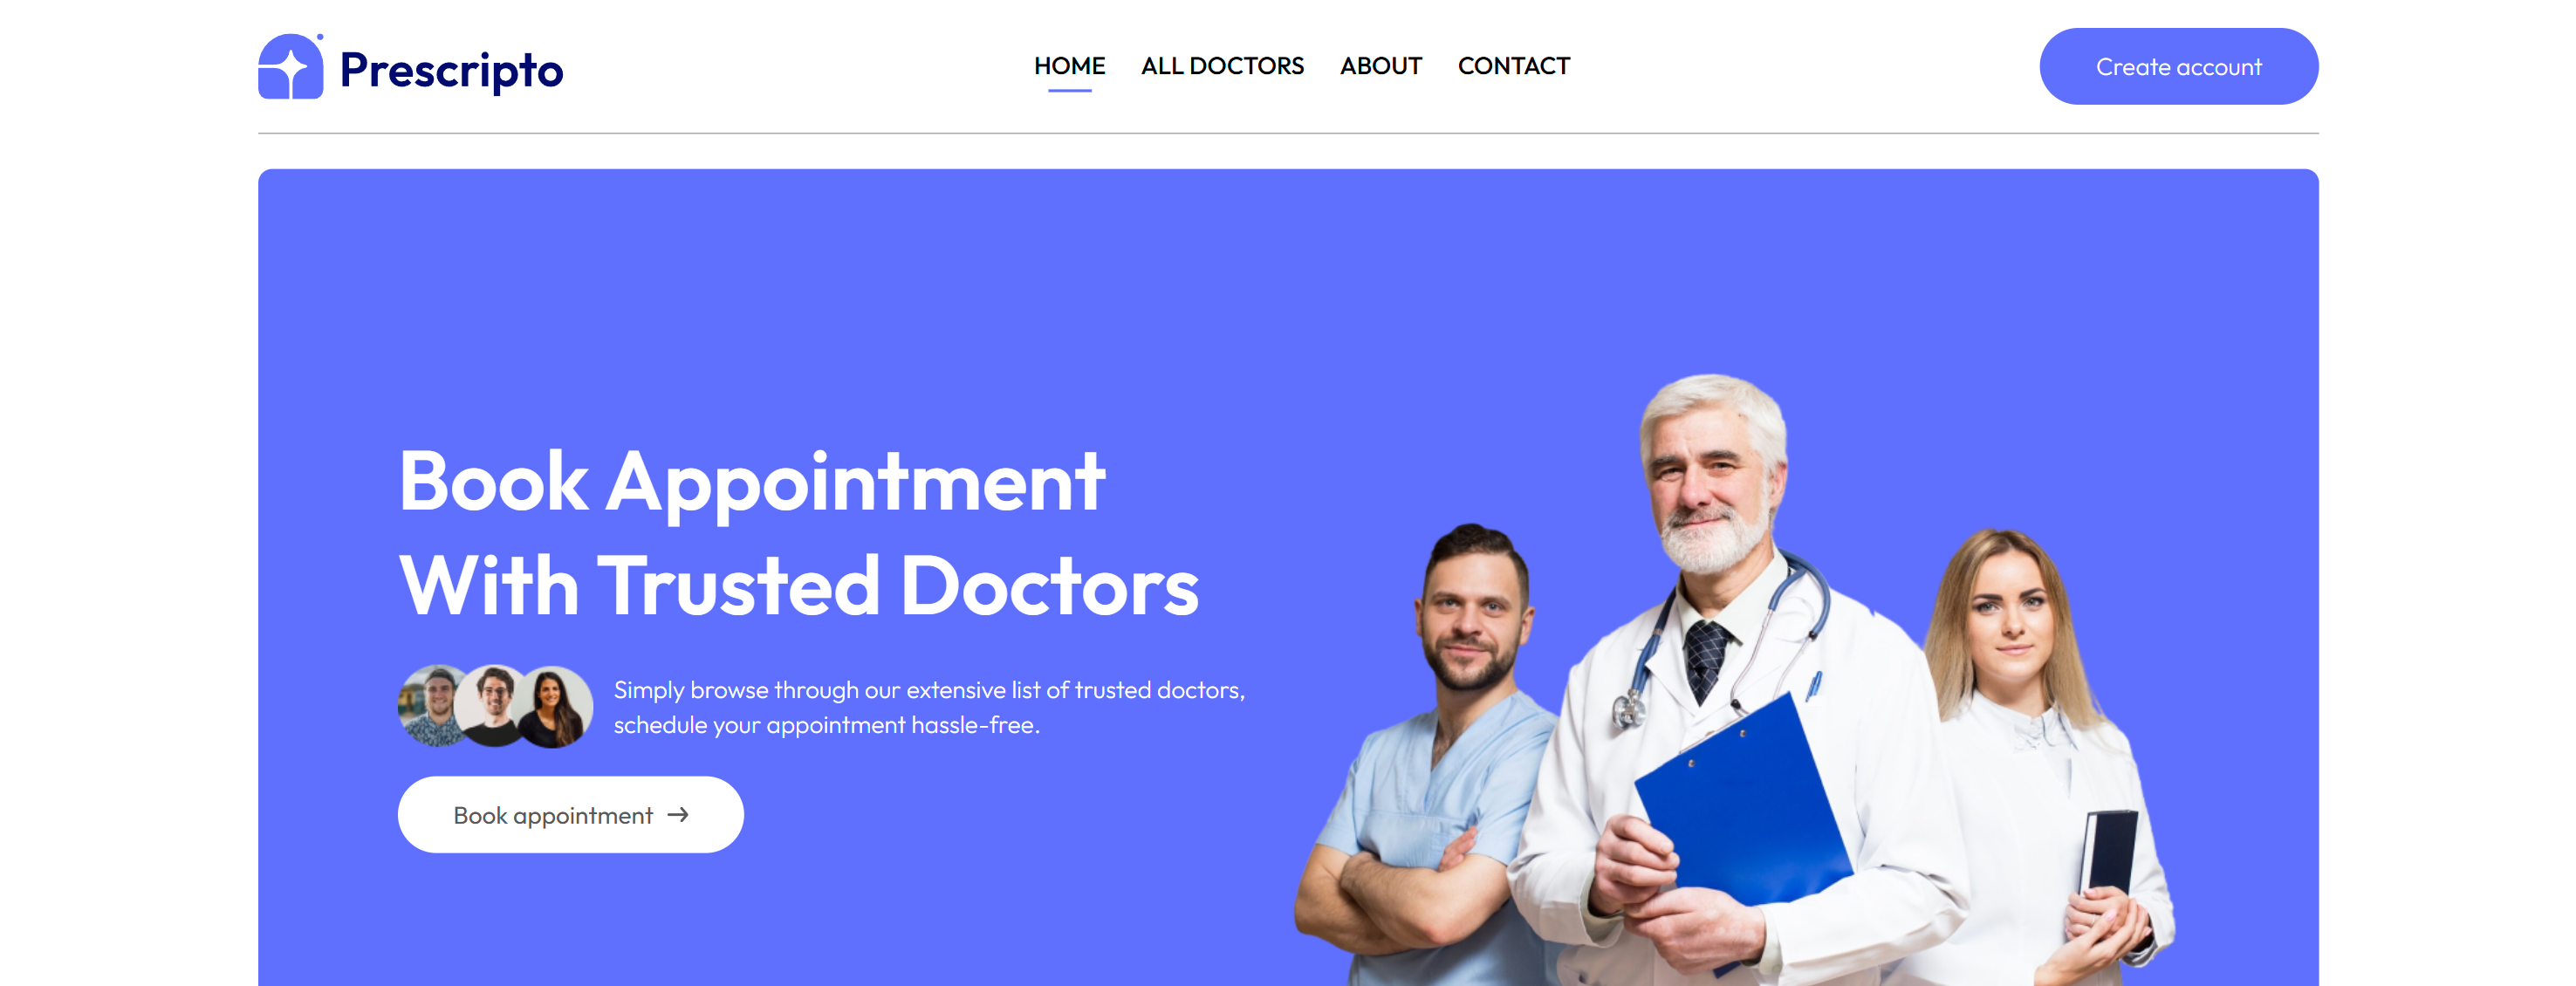 Prescripto
HOME
ALL DOCTORS
ABOUT
CONTACT
Create account
Book Appointment
With Trusted Doctors
Simply browse through our extensive list of trusted doctors,
schedule your appointment hassle-free.
Book appointment →